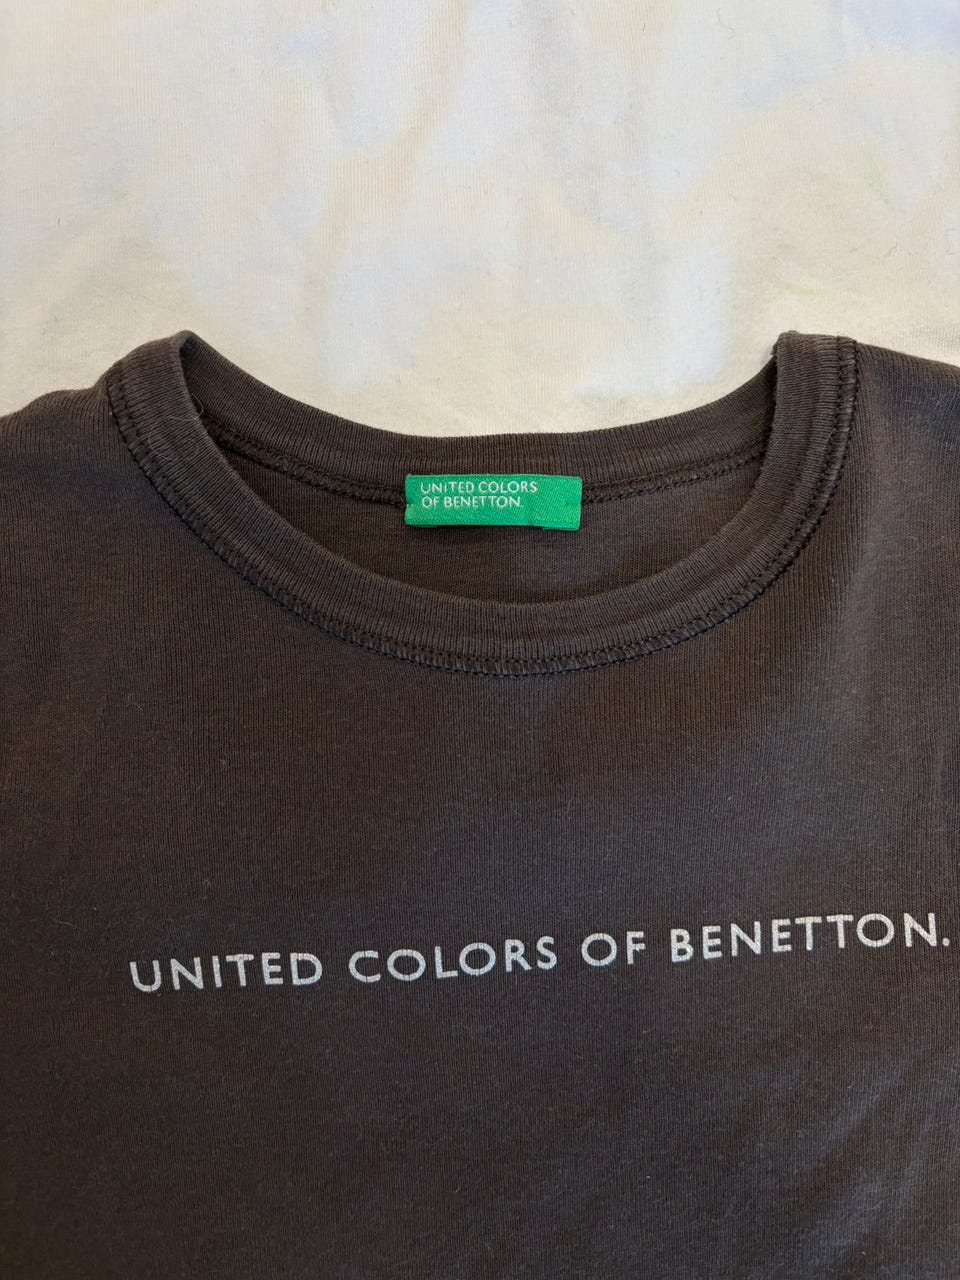 UNITED COLORS
OF BENETTON.
UNITED COLORS OF BENETTON.